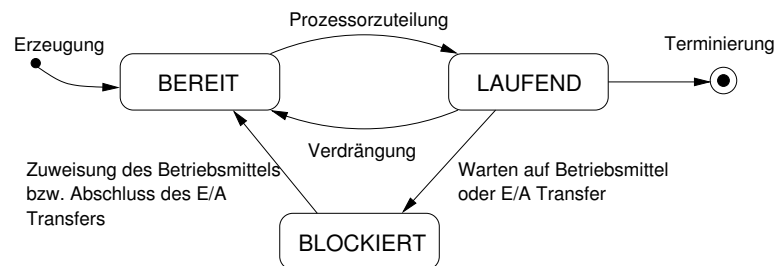 Prozessorzuteilung
Erzeugung
Terminierung
BEREIT
LAUFEND
Verdrängung
Zuweisung des Betriebsmittels
bzw. Abschluss des E/A
Transfers
Warten auf Betriebsmittel
oder E/A Transfer
BLOCKIERT